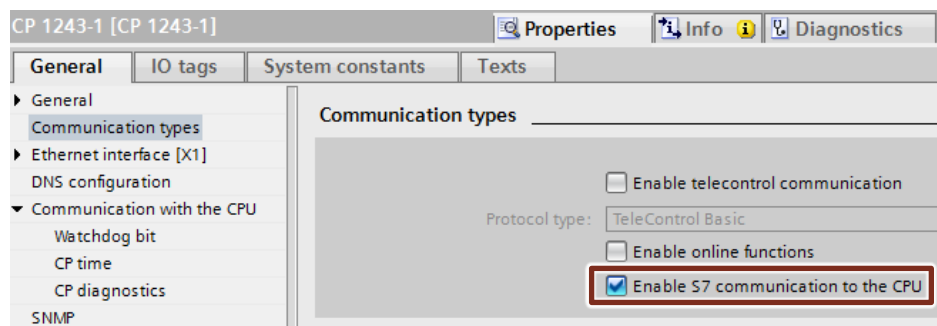 CP 1243-1 [CP 1243-1]
Properties Info Diagnostics
General IO tags System constants Texts
General
Communication types
Ethernet interface [X1]
DNS configuration
Communication with the CPU
Watchdog bit
CP time
CP diagnostics
SNMP
Communication types
Enable telecontrol communication
Protocol type: TeleControl Basic
Enable online functions
Enable S7 communication to the CPU